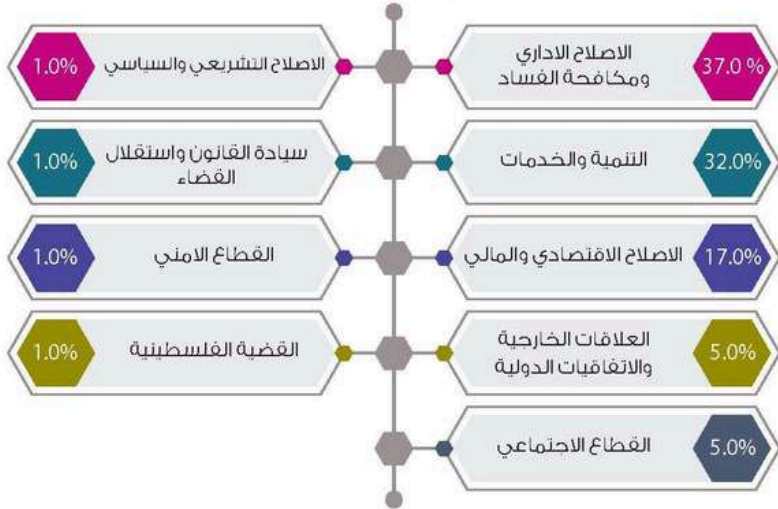 37.0 %
الاصلاح الاداري
ومكافحة الفساد
1.0%
الاصلاح التشريعي والسياسي
32.0%
التنمية والخدمات
1.0%
سيادة القانون واستقلال
القضاء
17.0%
الاصلاح الاقتصادي والمالي
1.0%
القطاع الامني
5.0%
العلاقات الخارجية
والاتفاقيات الدولية
1.0%
القضية الفلسطينية
5.0%
القطاع الاجتماعي